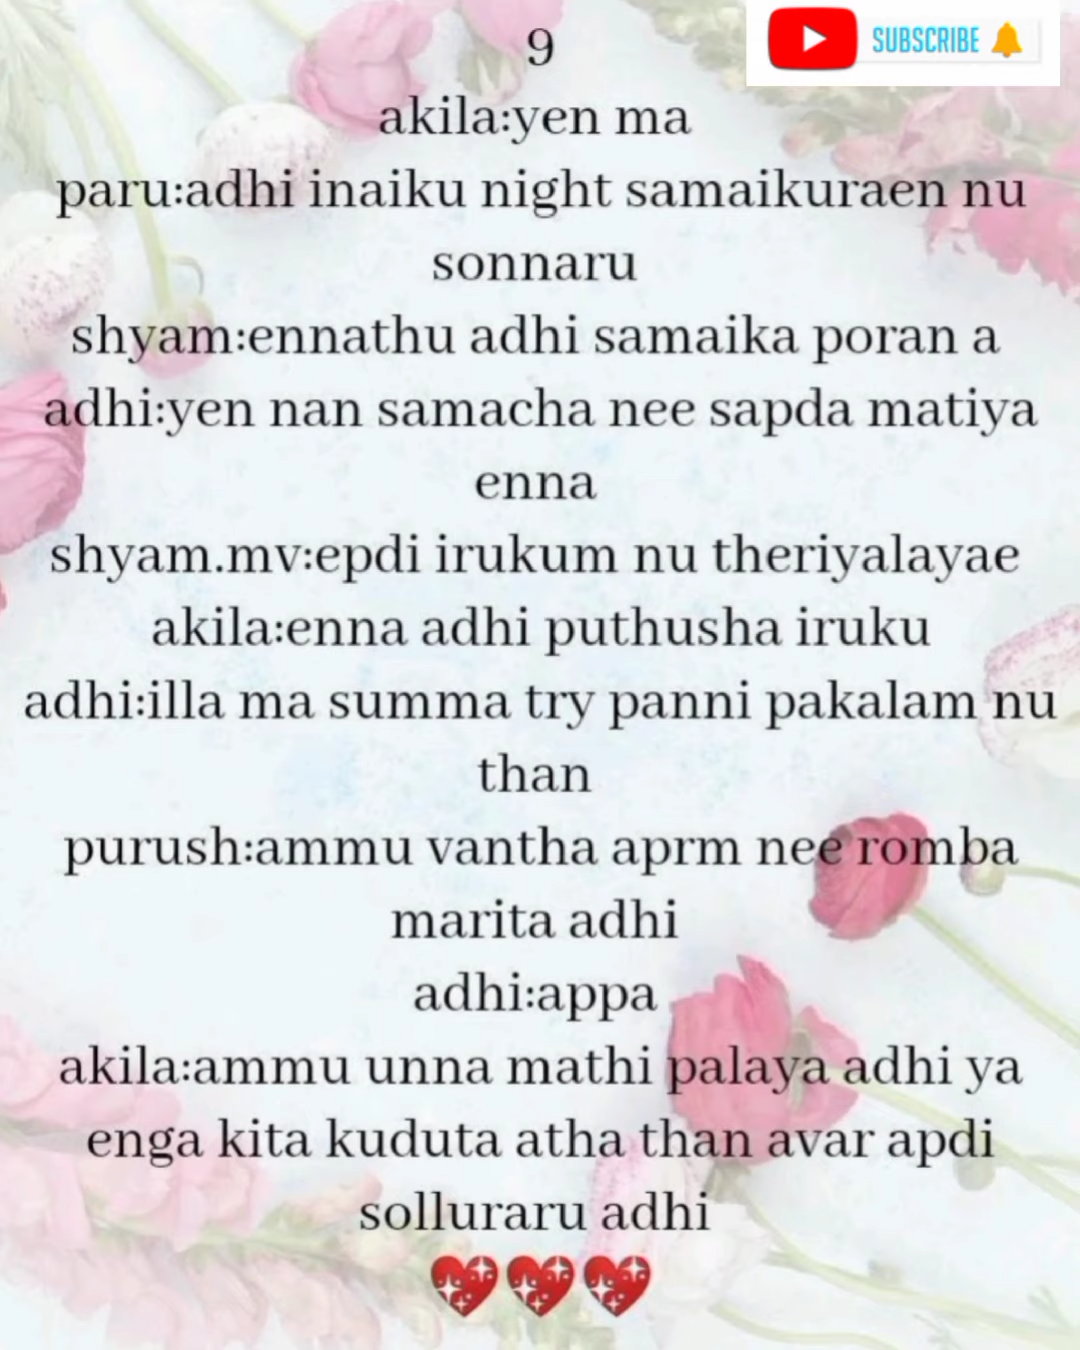 SUBSCRIBE
9
akila:yen ma
paru:adhi inaiku night samaikuraen nu
sonnaru
shyam:ennathu adhi samaika poran a
adhi:yen nan samacha nee sapda matiya
enna
shyam.mv:epdi irukum nu theriyalayae
akila:enna adhi puthusha iruku
adhi:illa ma summa try panni pakalam nu
than
purush:ammu vantha aprm nee romba
marita adhi
adhi:appa
akila:ammu unna mathi palaya adhi ya
enga kita kuduta atha than avar apdi
solluraru adhi